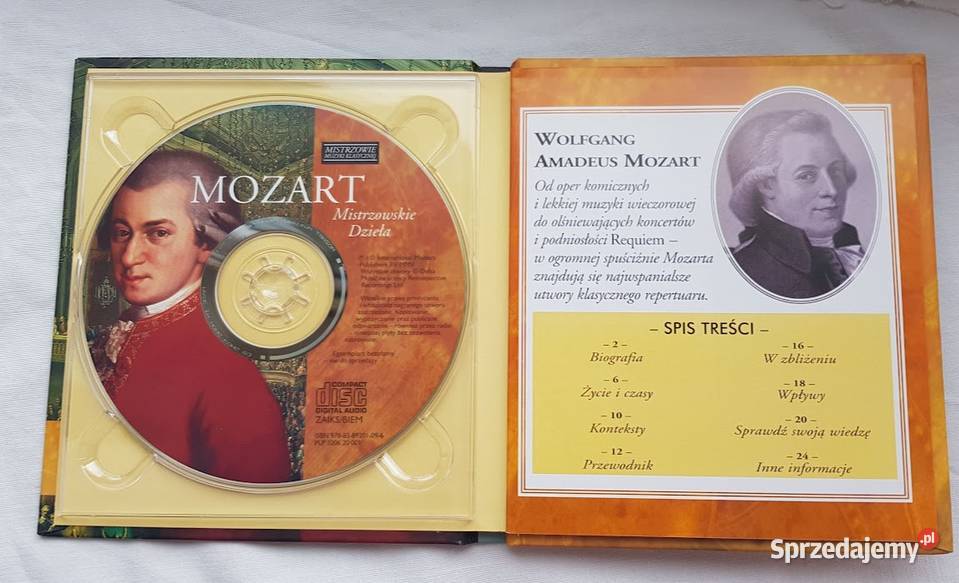 MISTRZOWIE
MUZYKI KLASYCZNEJ
MOZART
Mistrzowskie
Dzieła
COMPACT
disc
DIGITAL AUDIO
ZAIKS/BIEM
WOLFGANG
AMADEUS MOZART
Od oper komicznych
i lekkiej muzyki wieczorowej
do olśniewających koncertów
i podniosłości Requiem –
w ogromnej spuściźnie Mozarta
znajdują się najwspanialsze
utwory klasycznego repertuaru.
– SPIS TREŚCI –
– 2 –
Biografia
– 6 –
Życie i czasy
– 10 –
Konteksty
– 12 –
Przewodnik
– 16 –
W zbliżeniu
– 18 –
Wpływy
– 20 –
Sprawdź swoją wiedzę
– 24 –
Inne informacje
Sprzedajemy.pl